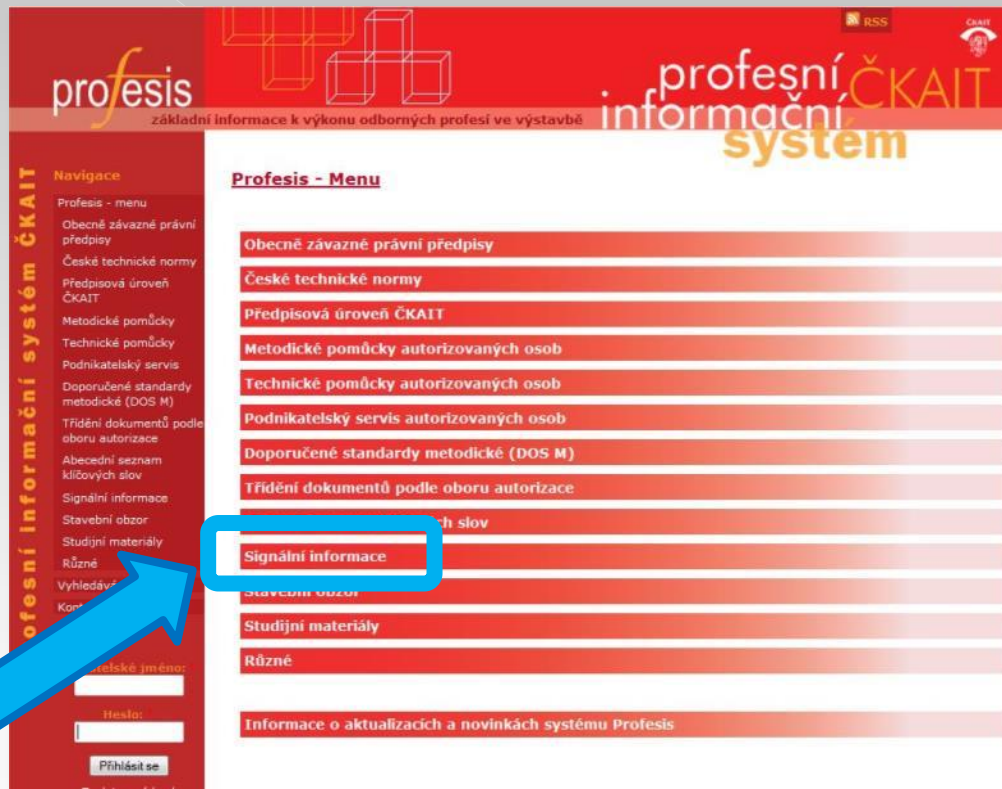 RSS
ČKAIT
profesis
profesní ČKAIT
informační
systém
základní informace k výkonu odborných profesí ve výstavbě
Navigace
Profesis - menu
Obecně závazné právní
předpisy
České technické normy
Předpisová úroveň
ČKAIT
Metodické pomůcky
Technické pomůcky
Podnikatelský servis
Doporučené standardy
metodické (DOS M)
Třídění dokumentů podle
oboru autorizace
Abecední seznam
klíčových slov
Signální informace
Stavební obzor
Studijní materiály
Různé
Heslo:
Přihlásit se
informační systém ČKAIT
Profesis - Menu
Obecně závazné právní předpisy
České technické normy
Předpisová úroveň ČKAIT
Metodické pomůcky autorizovaných osob
Technické pomůcky autorizovaných osob
Podnikatelský servis autorizovaných osob
Doporučené standardy metodické (DOS M)
Třídění dokumentů podle oboru autorizace
slov
Signální informace
Stavební obzor
Studijní materiály
Různé
Informace o aktualizacích a novinkách systému Profesis